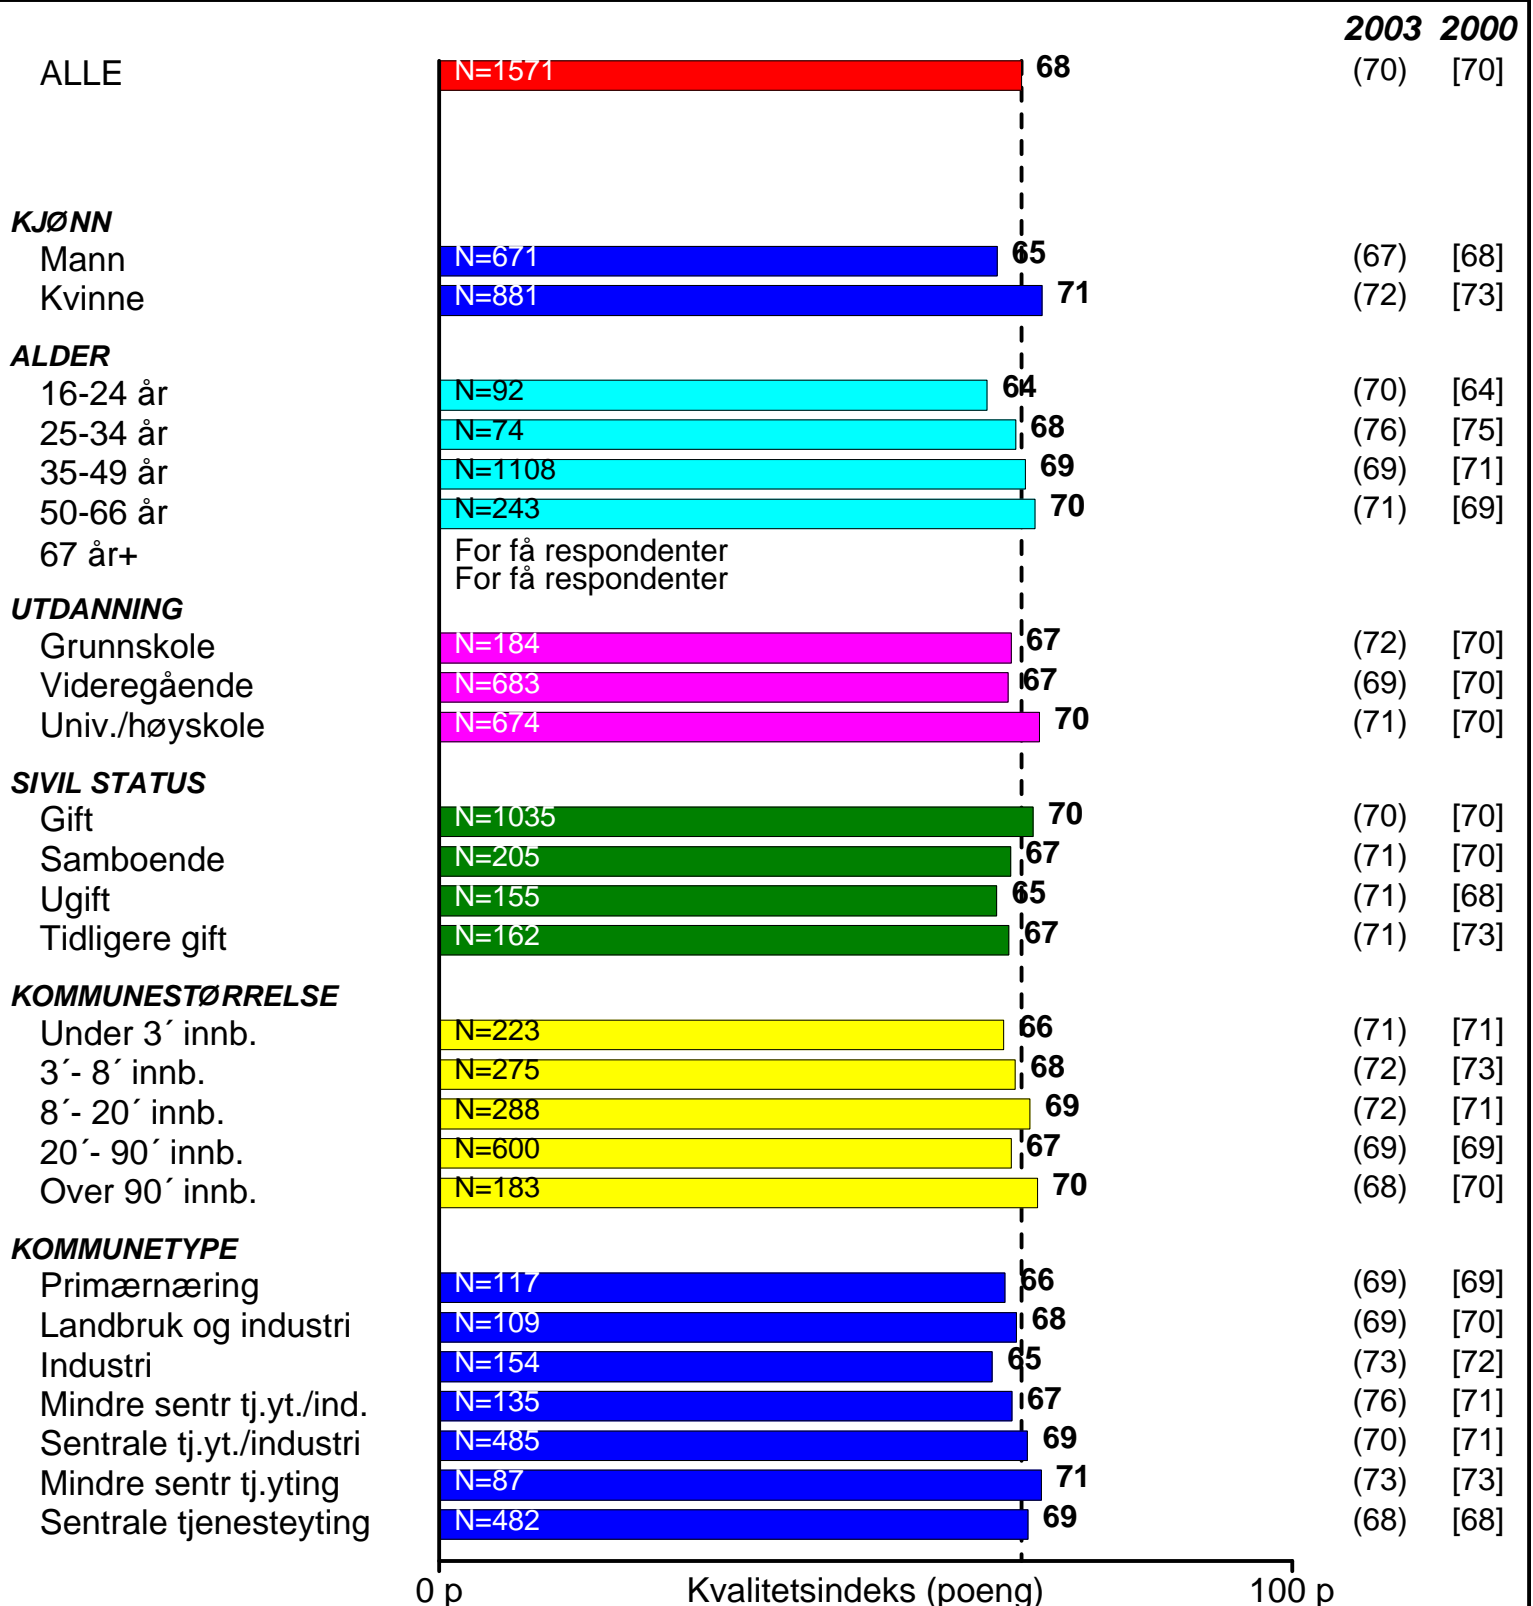 2003 2000
ALLE N=1571 68 (70) [70]
KJØNN
Mann N=671 65 (67) [68]
Kvinne N=881 71 (72) [73]
ALDER
16-24 år N=92 64 (70) [64]
25-34 år N=74 68 (76) [75]
35-49 år N=1108 69 (69) [71]
50-66 år N=243 70 (71) [69]
67 år+ For få respondenter
For få respondenter
UTDANNING
Grunnskole N=184 67 (72) [70]
Videregående N=683 67 (69) [70]
Univ./høyskole N=674 70 (71) [70]
SIVIL STATUS
Gift N=1035 70 (70) [70]
Samboende N=205 67 (71) [70]
Ugift N=155 65 (71) [68]
Tidligere gift N=162 67 (71) [73]
KOMMUNESTØRRELSE
Under 3´ innb. N=223 66 (71) [71]
3´- 8´ innb. N=275 68 (72) [73]
8´- 20´ innb. N=288 69 (72) [71]
20´- 90´ innb. N=600 67 (69) [69]
Over 90´ innb. N=183 70 (68) [70]
KOMMUNETYPE
Primærnæring N=117 66 (69) [69]
Landbruk og industri N=109 68 (69) [70]
Industri N=154 65 (73) [72]
Mindre sentr tj.yt./ind. N=135 67 (76) [71]
Sentrale tj.yt./industri N=485 69 (70) [71]
Mindre sentr tj.yting N=87 71 (73) [73]
Sentrale tjenesteyting N=482 69 (68) [68]
0 p Kvalitetsindeks (poeng) 100 p